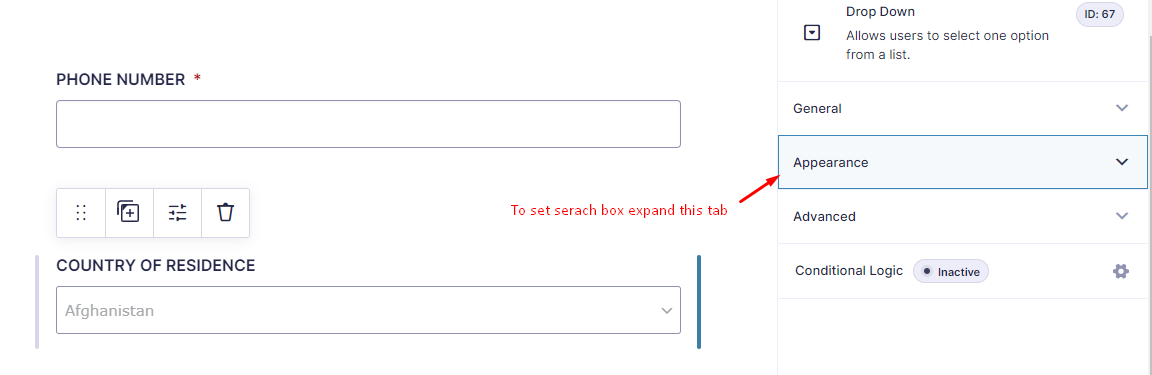 PHONE NUMBER *
COUNTRY OF RESIDENCE
Afghanistan
To set serach box expand this tab
Drop Down
ID: 67
Allows users to select one option
from a list.
General
Appearance
Advanced
Conditional Logic
Inactive